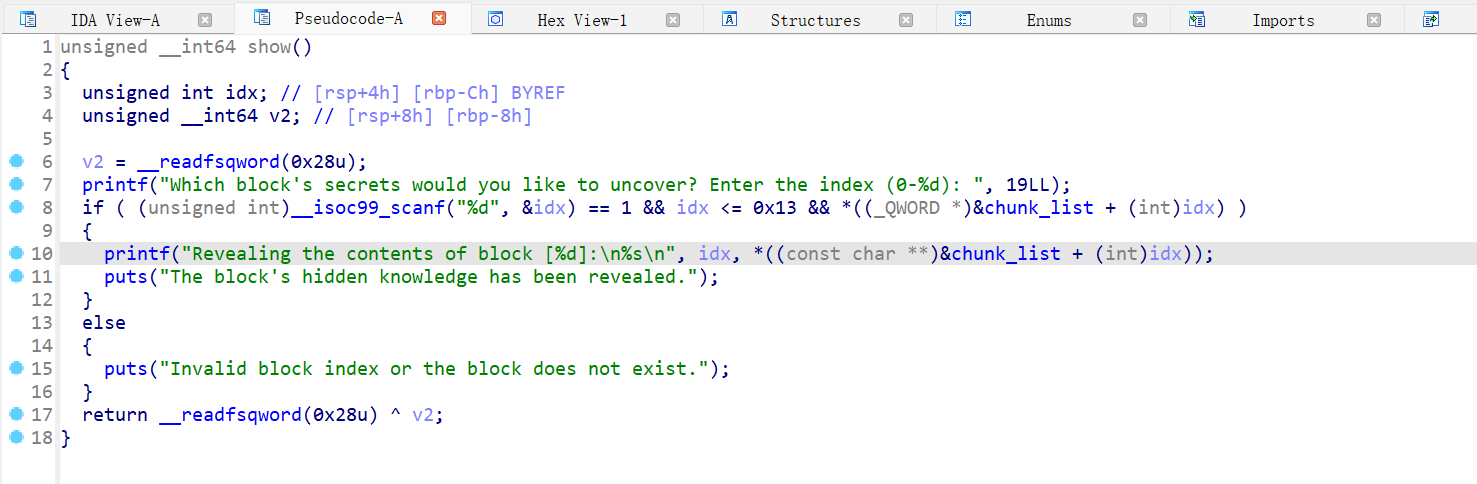 IDA View-A Pseudocode-A Hex View-1 Structures Enums Imports
1 unsigned __int64 show()
2 {
3   unsigned int idx; // [rsp+4h] [rbp-Ch] BYREF
4   unsigned __int64 v2; // [rsp+8h] [rbp-8h]
5
6   v2 = __readfsqword(0x28u);
7   printf("Which block's secrets would you like to uncover? Enter the index (0-%d): ", 19LL);
8   if ( (unsigned int)__isoc99_scanf("%d", &idx) == 1 && idx <= 0x13 && *((_QWORD *)&chunk_list + (int)idx) )
9   {
10     printf("Revealing the contents of block [%d]:\n%s\n", idx, *((const char **)&chunk_list + (int)idx));
11     puts("The block's hidden knowledge has been revealed.");
12   }
13   else
14   {
15     puts("Invalid block index or the block does not exist.");
16   }
17   return __readfsqword(0x28u) ^ v2;
18 }